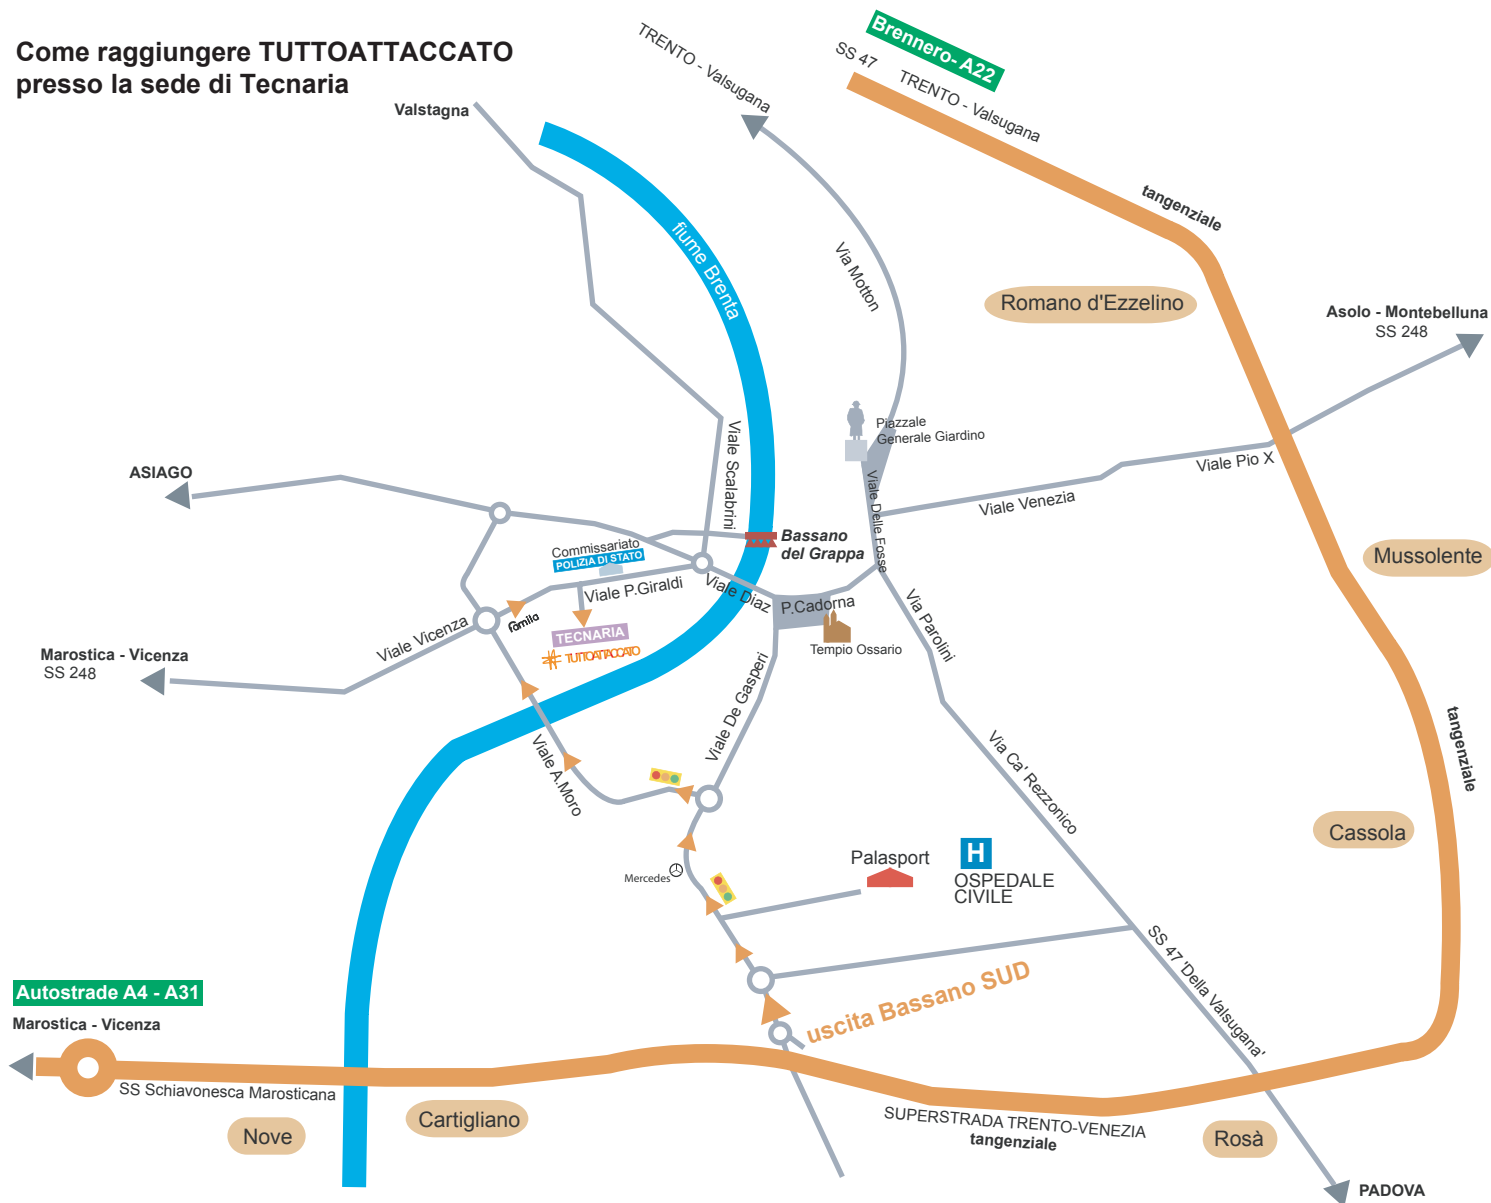 Come raggiungere TUTTOATTACCATO
presso la sede di Tecnaria
Brennero- A22
SS 47
TRENTO - Valsugana
TRENTO - Valsugana
Valstagna
tangenziale
fiume Brenta
Via Motton
Romano d'Ezzelino
Asolo - Montebelluna
SS 248
Piazzale
Generale Giardino
Viale Scalabrini
Viale Pio X
ASIAGO
Viale Venezia
Viale Delle Fosse
Bassano
del Grappa
Commissariato
POLIZIA DI STATO
Mussolente
Viale P.Giraldi
Viale Diaz
P.Cadorna
Via Parolini
famila
Viale Vicenza
TECNARIA
TUTTOATTACCATO
Tempio Ossario
Marostica - Vicenza
SS 248
Viale De Gasperi
tangenziale
Viale A.Moro
Via Ca' Rezzonico
Cassola
Palasport
H
OSPEDALE
CIVILE
Mercedes
SS 47 'Della Valsugana'
uscita Bassano SUD
Autostrade A4 - A31
Marostica - Vicenza
SS Schiavonesca Marosticana
Cartigliano
Nove
SUPERSTRADA TRENTO-VENEZIA
tangenziale
Rosà
PADOVA